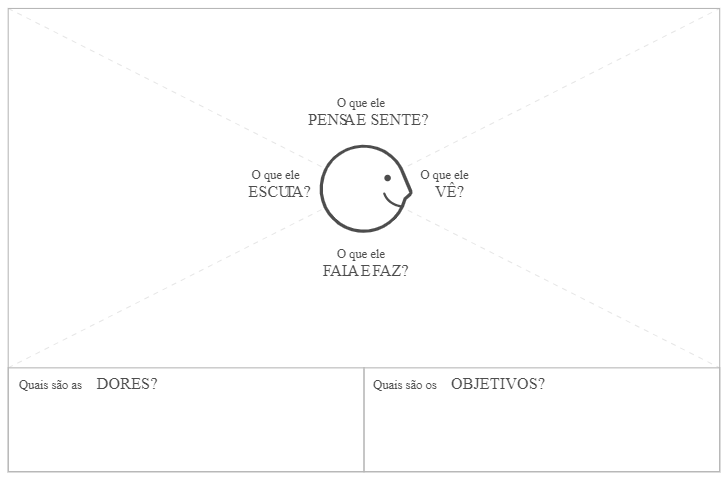 O que ele
PENSA E SENTE?
O que ele
ESCUTA?
O que ele
VÊ?
O que ele
FALA E FAZ?
Quais são as DORES?
Quais são os OBJETIVOS?